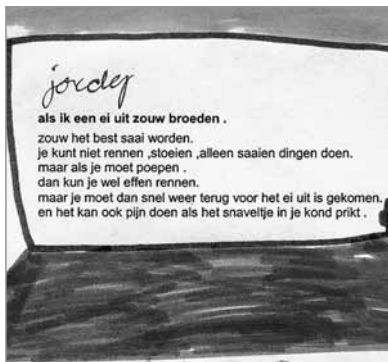 jordy
als ik een ei uit zouw broeden .
zouw het best saai worden.
je kunt niet rennen ,stoeien ,alleen saaien dingen doen.
maar als je moet poepen .
dan kun je wel effen rennen.
maar je moet dan snel weer terug voor het ei uit is gekomen.
en het kan ook pijn doen als het snaveltje in je kond prikt .